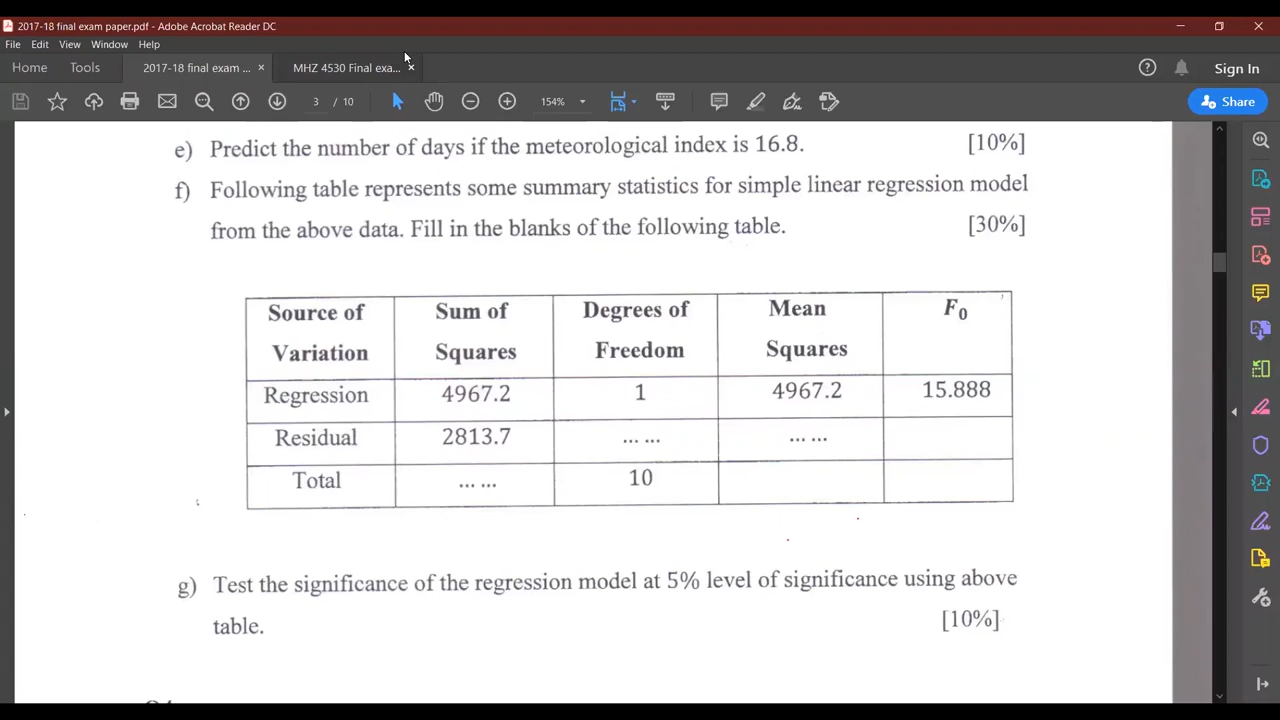 2017-18 final exam paper.pdf - Adobe Acrobat Reader DC
File Edit View Window Help
Home Tools 2017-18 final exam ... × MHZ 4530 Final exa... × Sign In
3 / 10 154% Share
e) Predict the number of days if the meteorological index is 16.8. [10%]
f) Following table represents some summary statistics for simple linear regression model
from the above data. Fill in the blanks of the following table. [30%]
Source of Variation Sum of Squares Degrees of Freedom Mean Squares F0
Regression 4967.2 1 4967.2 15.888
Residual 2813.7 ... ... ... ...
Total ... ... 10
g) Test the significance of the regression model at 5% level of significance using above
table. [10%]